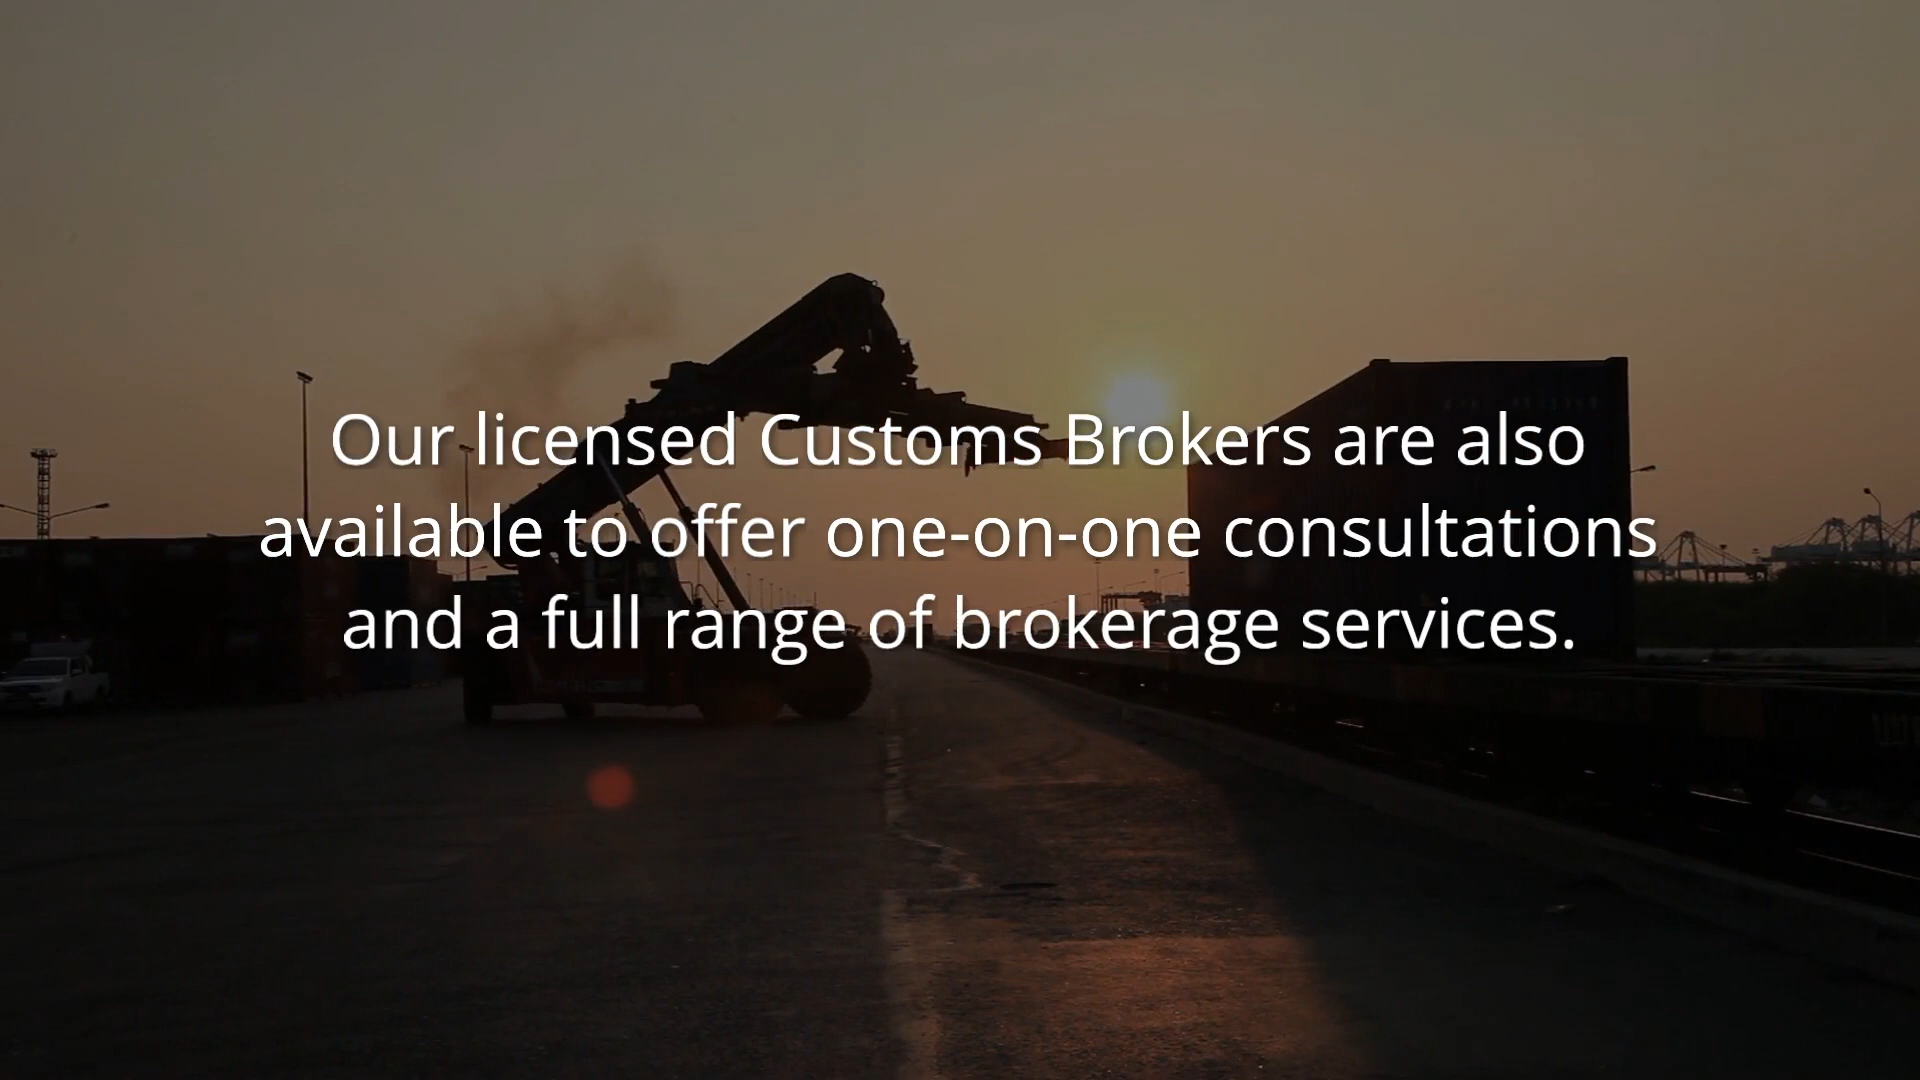 Our licensed Customs Brokers are also
available to offer one-on-one consultations
and a full range of brokerage services.